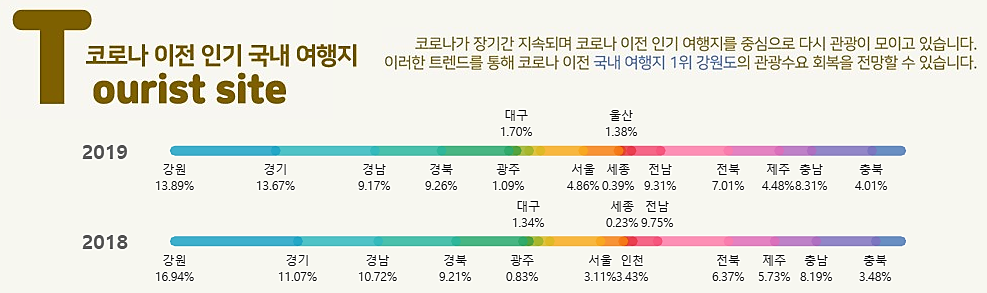 Tourist site
코로나 이전 인기 국내 여행지
코로나가 장기간 지속되며 코로나 이전 인기 여행지를 중심으로 다시 관광이 모이고 있습니다.
이러한 트렌드를 통해 코로나 이전 국내 여행지 1위 강원도의 관광수요 회복을 전망할 수 있습니다.
대구 울산
1.70% 1.38%
2019
강원 경기 경남 경북 광주 서울 세종 전남 전북 제주 충남 충북
13.89% 13.67% 9.17% 9.26% 1.09% 4.86% 0.39% 9.31% 7.01% 4.48% 8.31% 4.01%
대구 세종 전남
1.34% 0.23% 9.75%
2018
강원 경기 경남 경북 광주 서울 인천 전북 제주 충남 충북
16.94% 11.07% 10.72% 9.21% 0.83% 3.11% 3.43% 6.37% 5.73% 8.19% 3.48%